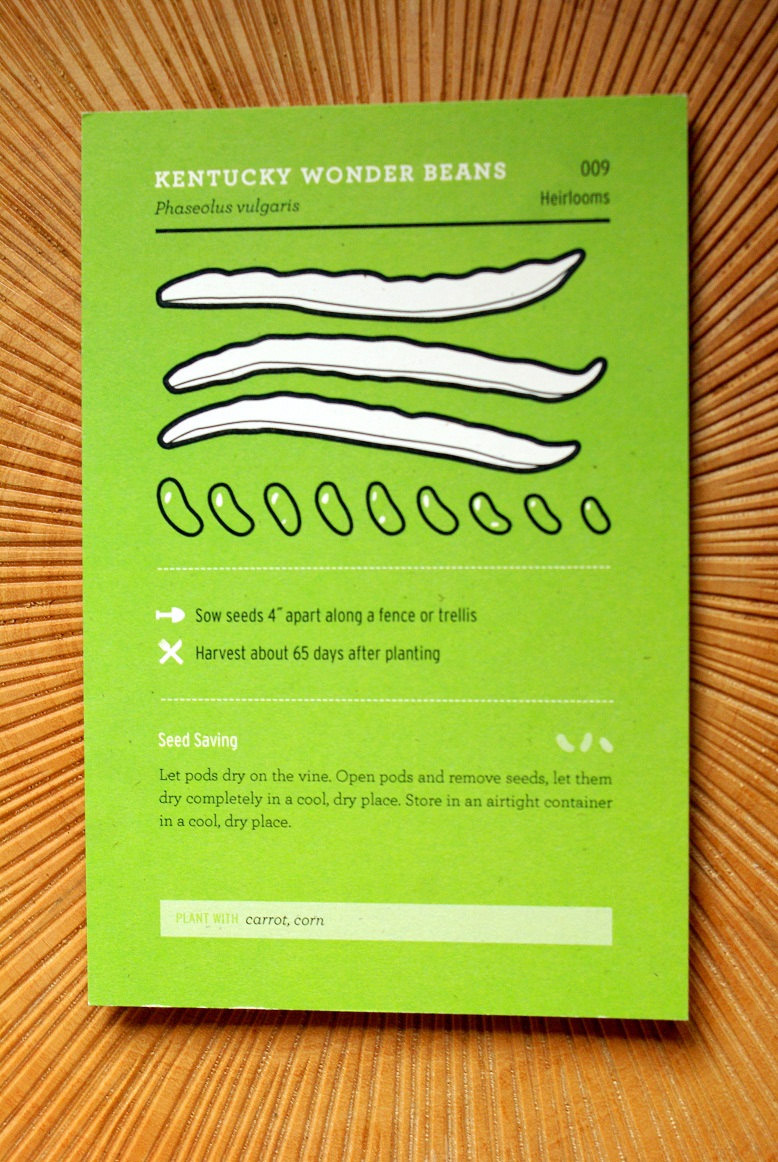 KENTUCKY WONDER BEANS 009
Phaseolus vulgaris Heirlooms
Sow seeds 4" apart along a fence or trellis
Harvest about 65 days after planting
Seed Saving
Let pods dry on the vine. Open pods and remove seeds, let them
dry completely in a cool, dry place. Store in an airtight container
in a cool, dry place.
PLANT WITH carrot, corn